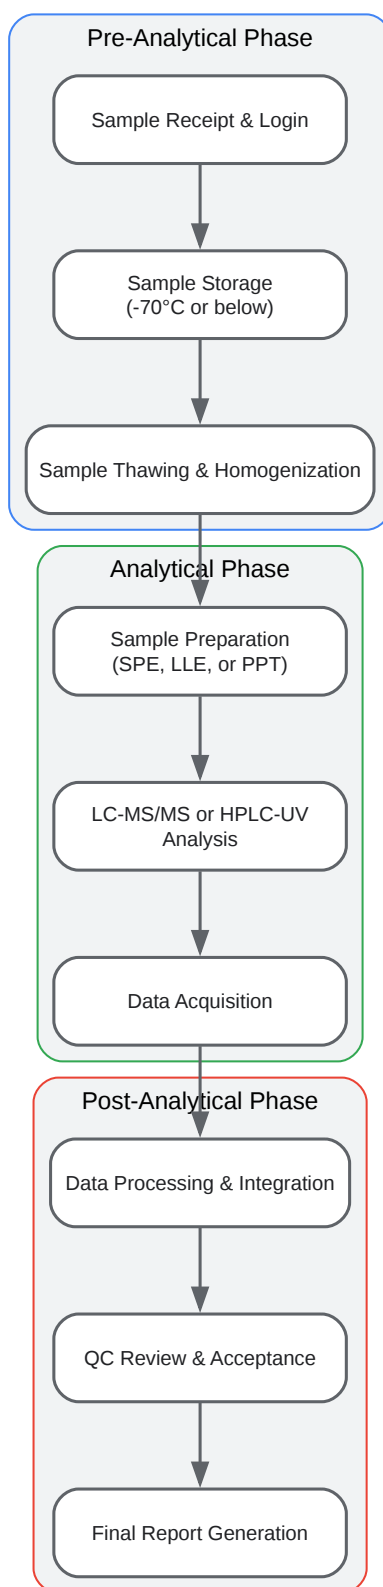 Pre-Analytical Phase
Sample Receipt & Login
Sample Storage
(-70°C or below)
Sample Thawing & Homogenization
Analytical Phase
Sample Preparation
(SPE, LLE, or PPT)
LC-MS/MS or HPLC-UV
Analysis
Data Acquisition
Post-Analytical Phase
Data Processing & Integration
QC Review & Acceptance
Final Report Generation